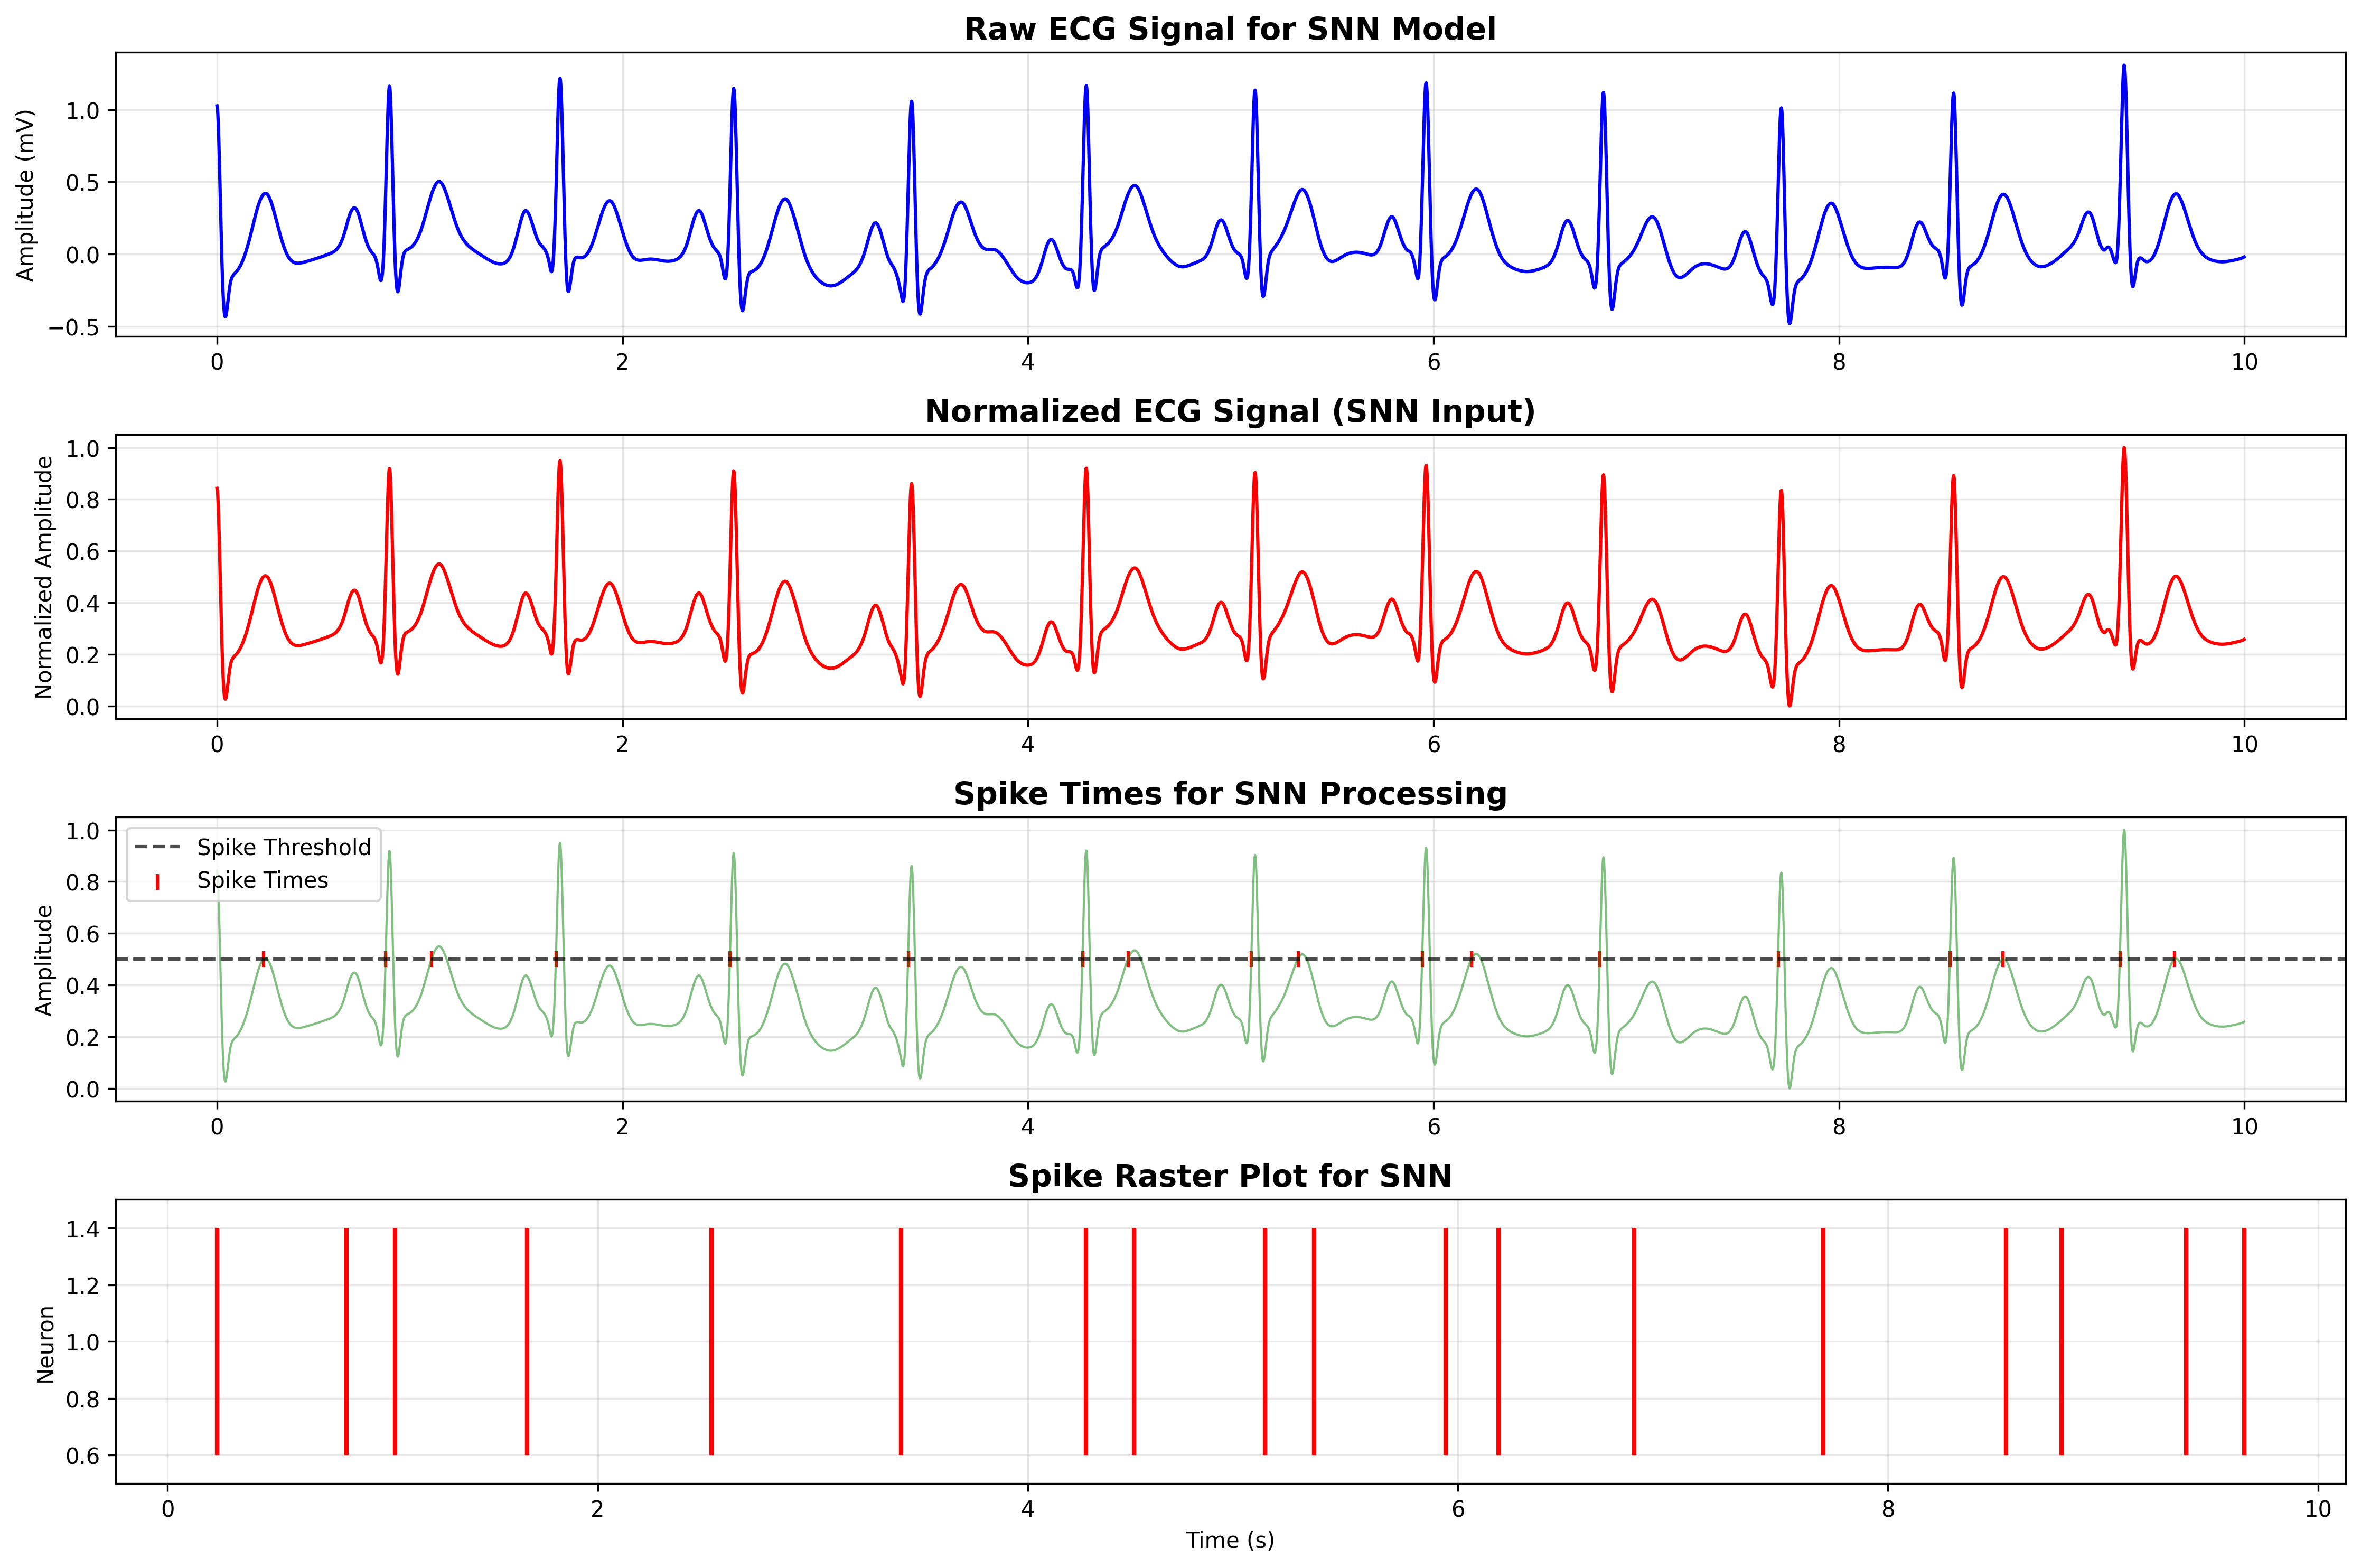 Raw ECG Signal for SNN Model
Amplitude (mV)
1.0
0.5
0.0
−0.5
0 2 4 6 8 10
Normalized ECG Signal (SNN Input)
Normalized Amplitude
1.0
0.8
0.6
0.4
0.2
0.0
0 2 4 6 8 10
Spike Times for SNN Processing
Spike Threshold
Spike Times
Amplitude
1.0
0.8
0.6
0.4
0.2
0.0
0 2 4 6 8 10
Spike Raster Plot for SNN
Neuron
1.4
1.2
1.0
0.8
0.6
0 2 4 6 8 10
Time (s)